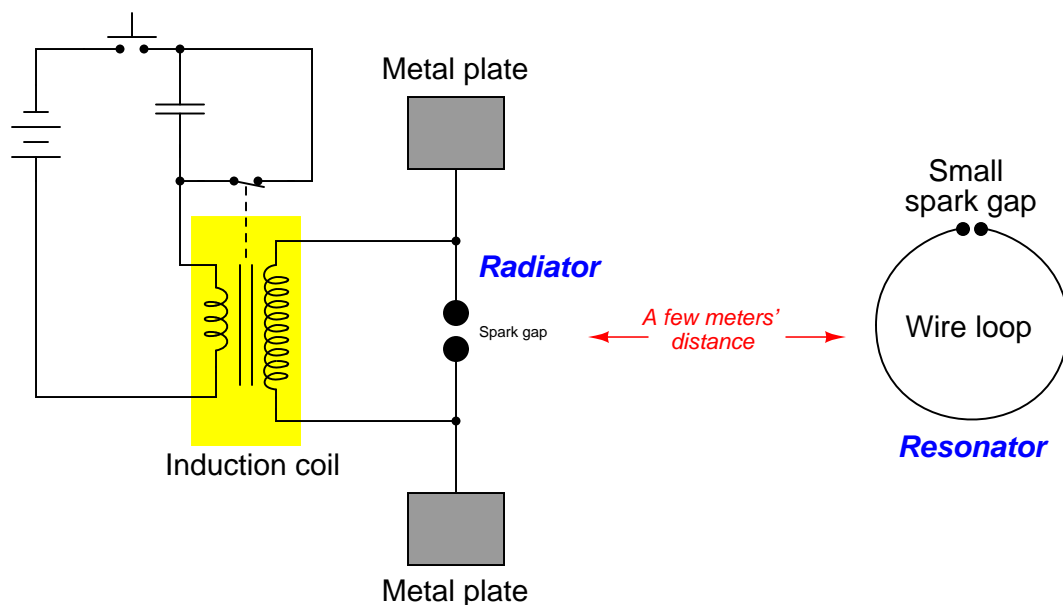 Metal plate
Small
spark gap
Radiator
A few meters’
distance
Spark gap
Wire loop
Resonator
Induction coil
Metal plate